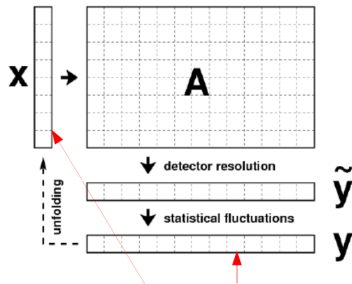 x
A
detector resolution
ỹ
unfolding
statistical fluctuations
y